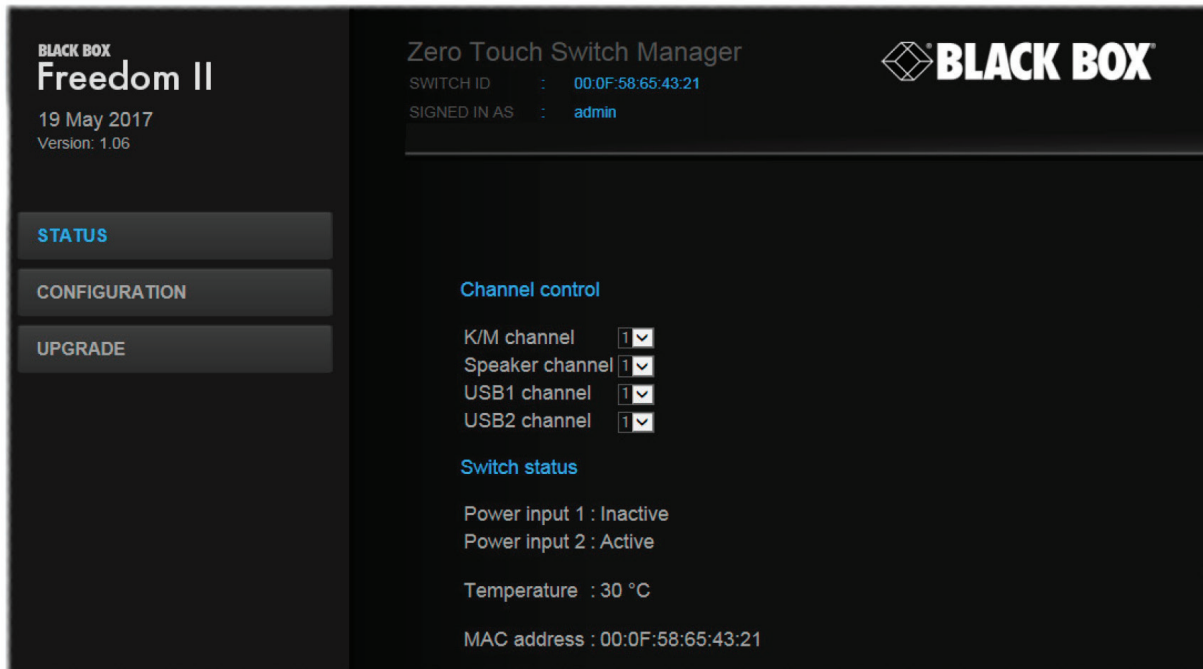 BLACK BOX
Freedom II
19 May 2017
Version: 1.06
STATUS
CONFIGURATION
UPGRADE
Zero Touch Switch Manager
SWITCH ID : 00:0F:58:65:43:21
SIGNED IN AS : admin
BLACK BOX
Channel control
K/M channel 1
Speaker channel 1
USB1 channel 1
USB2 channel 1
Switch status
Power input 1 : Inactive
Power input 2 : Active
Temperature : 30 °C
MAC address : 00:0F:58:65:43:21